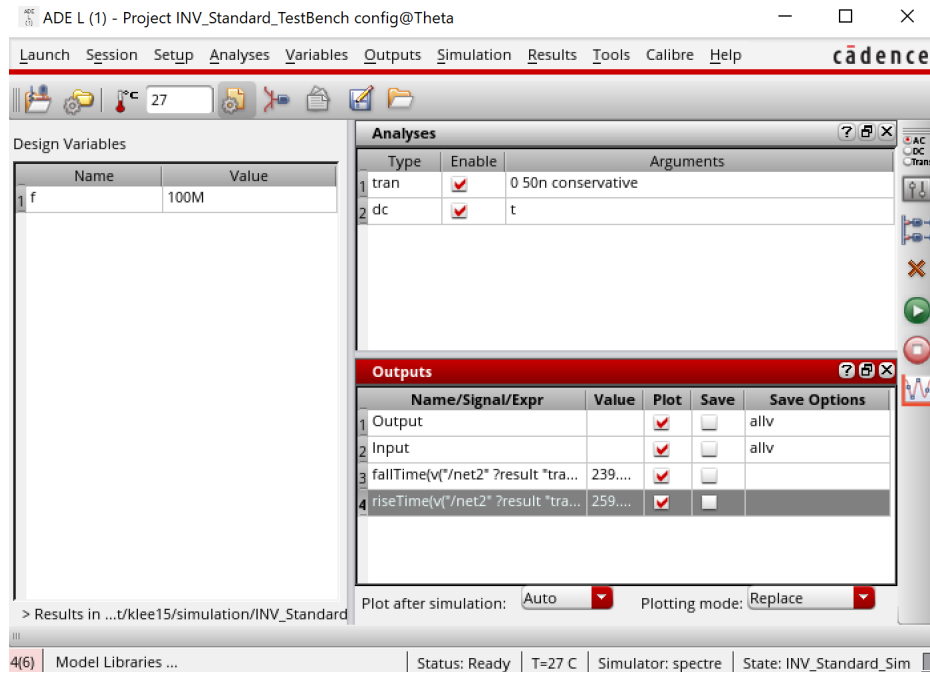 ADE L (1) - Project INV_Standard_TestBench config@Theta
Launch Session Setup Analyses Variables Outputs Simulation Results Tools Calibre Help cādence
°C 27
Design Variables
Name Value
1 f 100M
> Results in ...t/klee15/simulation/INV_Standard
Analyses
Type Enable Arguments
1 tran 0 50n conservative
2 dc t
Outputs
Name/Signal/Expr Value Plot Save Save Options
1 Output allv
2 Input allv
3 fallTime(v("/net2" ?result "tra... 239....
4 riseTime(v("/net2" ?result "tra... 259....
Plot after simulation: Auto Plotting mode: Replace
AC
DC
Trans
4(6) Model Libraries ... Status: Ready T=27 C Simulator: spectre State: INV_Standard_Sim